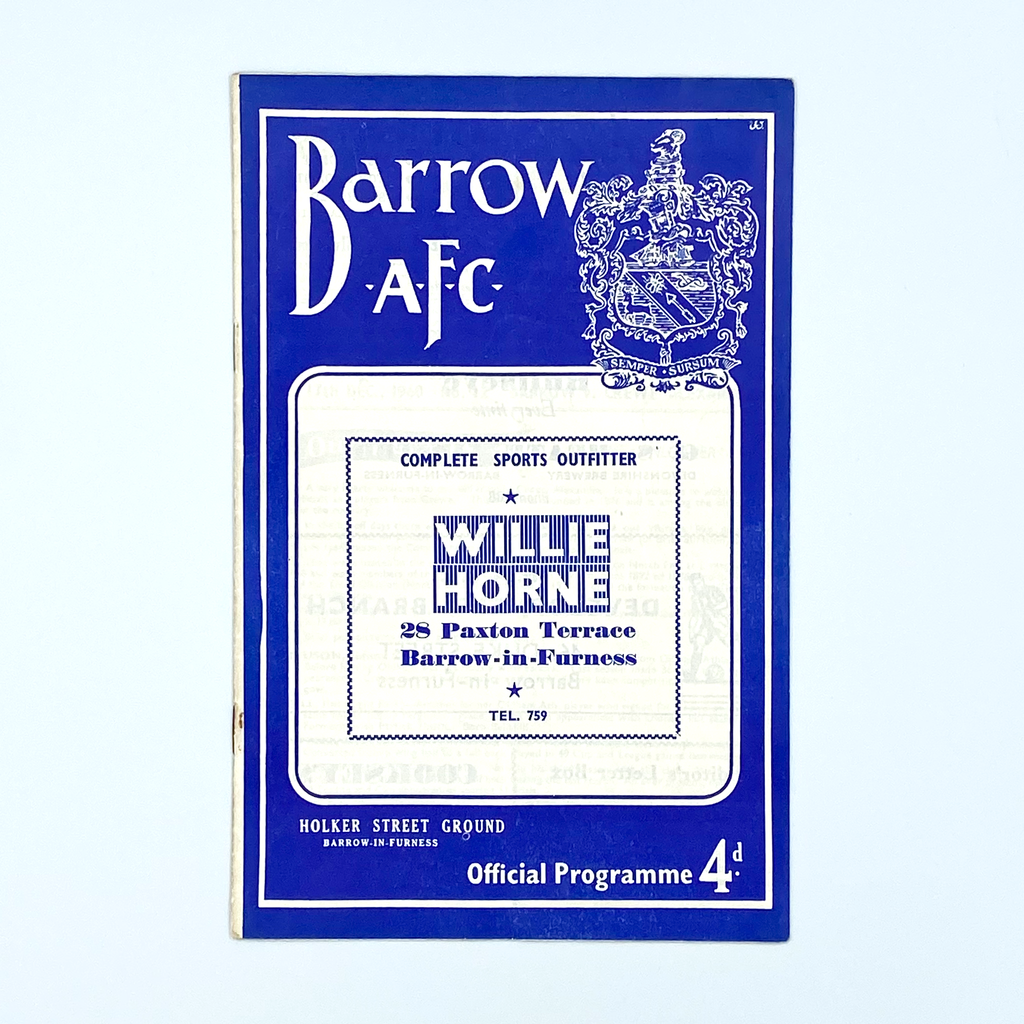 Barrow
·A·F·C·
SEMPER · SURSUM
COMPLETE SPORTS OUTFITTER
WILLIE
HORNE
28 Paxton Terrace
Barrow-in-Furness
TEL. 759
HOLKER STREET GROUND
BARROW-IN-FURNESS
Official Programme 4d.